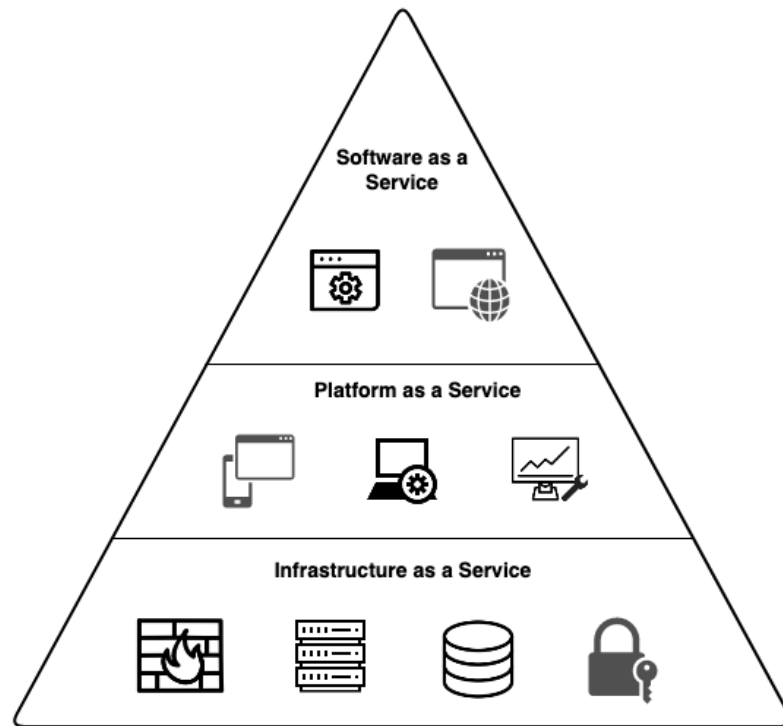 Software as a
Service
Platform as a Service
Infrastructure as a Service